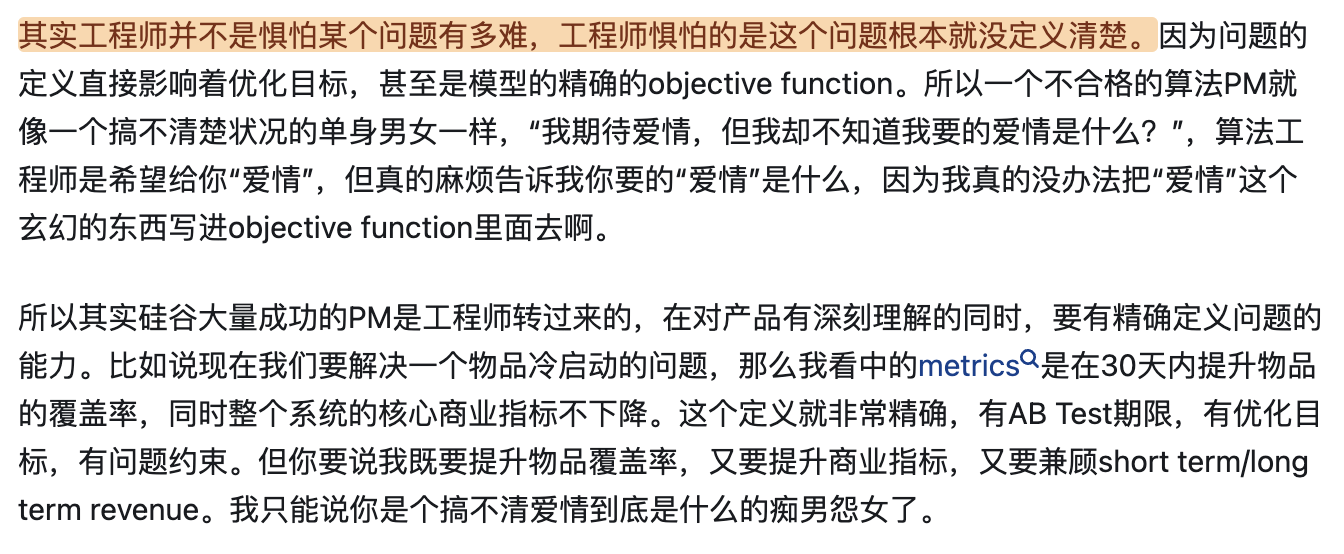 其实工程师并不是惧怕某个问题有多难，工程师惧怕的是这个问题根本就没定义清楚。因为问题的
定义直接影响着优化目标，甚至是模型的精确的objective function。所以一个不合格的算法PM就
像一个搞不清楚状况的单身男女一样，“我期待爱情，但我却不知道我要的爱情是什么？”，算法工
程师是希望给你“爱情”，但真的麻烦告诉我你要的“爱情”是什么，因为我真的没办法把“爱情”这个
玄幻的东西写进objective function里面去啊。
所以其实硅谷大量成功的PM是工程师转过来的，在对产品有深刻理解的同时，要有精确定义问题的
能力。比如说现在我们要解决一个物品冷启动的问题，那么我看中的metrics是在30天内提升物品
的覆盖率，同时整个系统的核心商业指标不下降。这个定义就非常精确，有AB Test期限，有优化目
标，有问题约束。但你要说我既要提升物品覆盖率，又要提升商业指标，又要兼顾short term/long
term revenue。我只能说你是个搞不清爱情到底是什么的痴男怨女了。